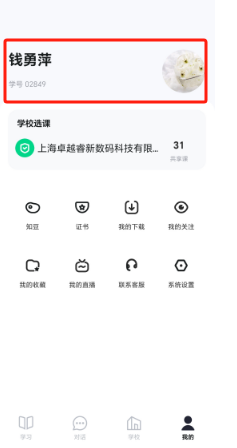 钱勇萍
学号 02849
学校选课
上海卓越睿新数码科技有限... 31
共享课
知豆 证书 我的下载 我的关注
我的收藏 我的直播 联系客服 系统设置
学习 对话 学校 我的